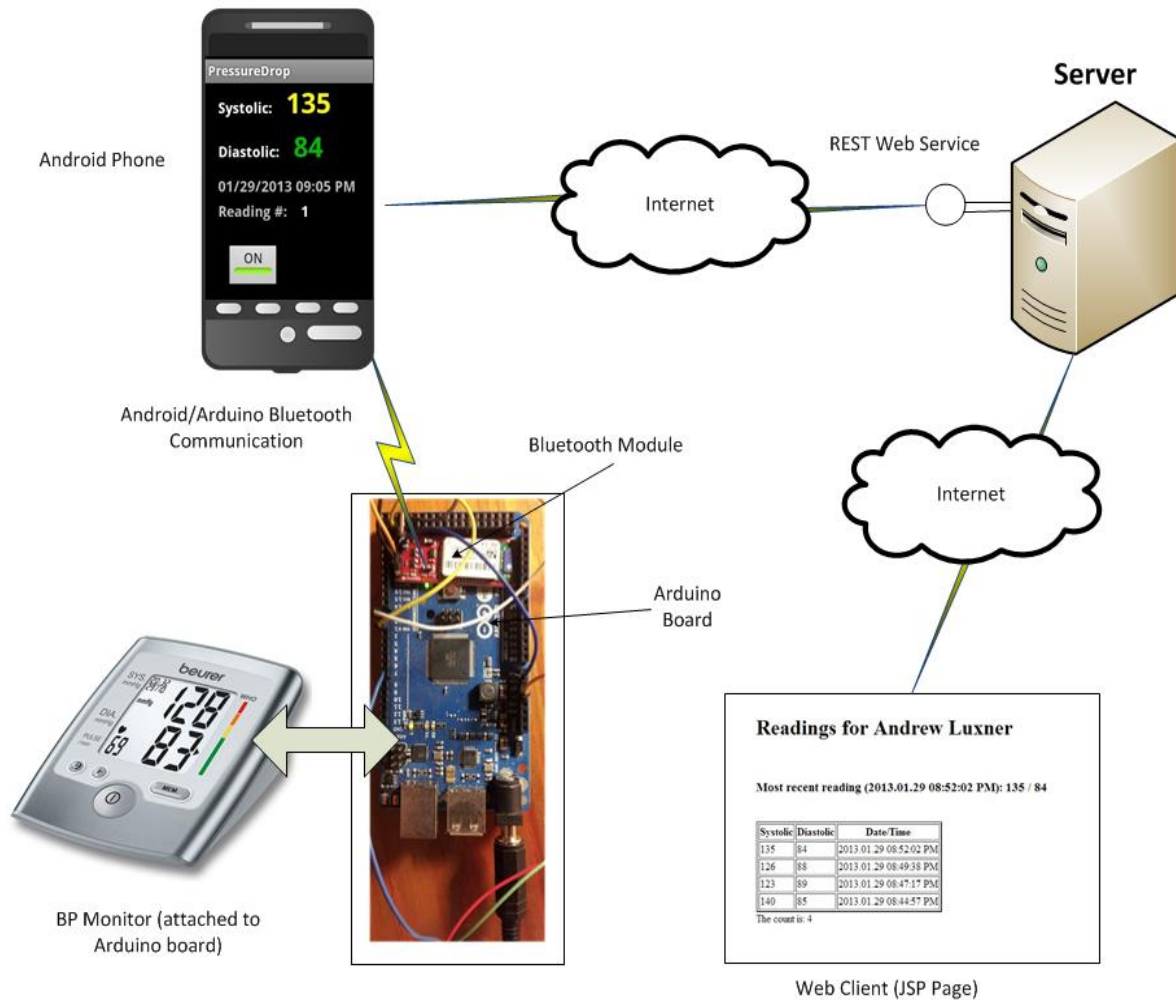 PressureDrop
Systolic: 135
Diastolic: 84
01/29/2013 09:05 PM
Reading #: 1
ON
Android Phone
Internet
REST Web Service
Server
Android/Arduino Bluetooth
Communication
Bluetooth Module
Arduino
Board
Internet
beurer
SYS.
mmHg
mmHg
128
WHO
DIA.
mmHg
83
PULSE
69
MEM
BP Monitor (attached to
Arduino board)
Readings for Andrew Luxner
Most recent reading (2013.01.29 08:52:02 PM): 135 / 84
Systolic Diastolic Date/Time
135 84 2013.01.29 08:52:02 PM
126 88 2013.01.29 08:49:38 PM
123 89 2013.01.29 08:47:17 PM
140 85 2013.01.29 08:44:57 PM
The count is: 4
Web Client (JSP Page)